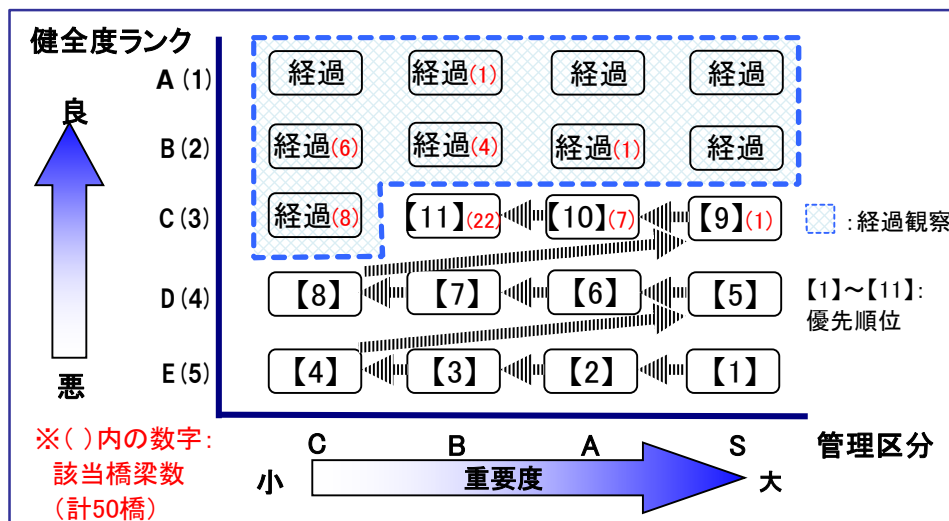 健全度ランク
良
悪
A(1) 経過 経過(1) 経過 経過
B(2) 経過(6) 経過(4) 経過(1) 経過
C(3) 経過(8) 【11】(22) 【10】(7) 【9】(1)
:経過観察
D(4) 【8】 【7】 【6】 【5】
【1】~【11】:
優先順位
E(5) 【4】 【3】 【2】 【1】
※( )内の数字:
該当橋梁数
(計50橋)
C B A S
管理区分
小 重要度 大